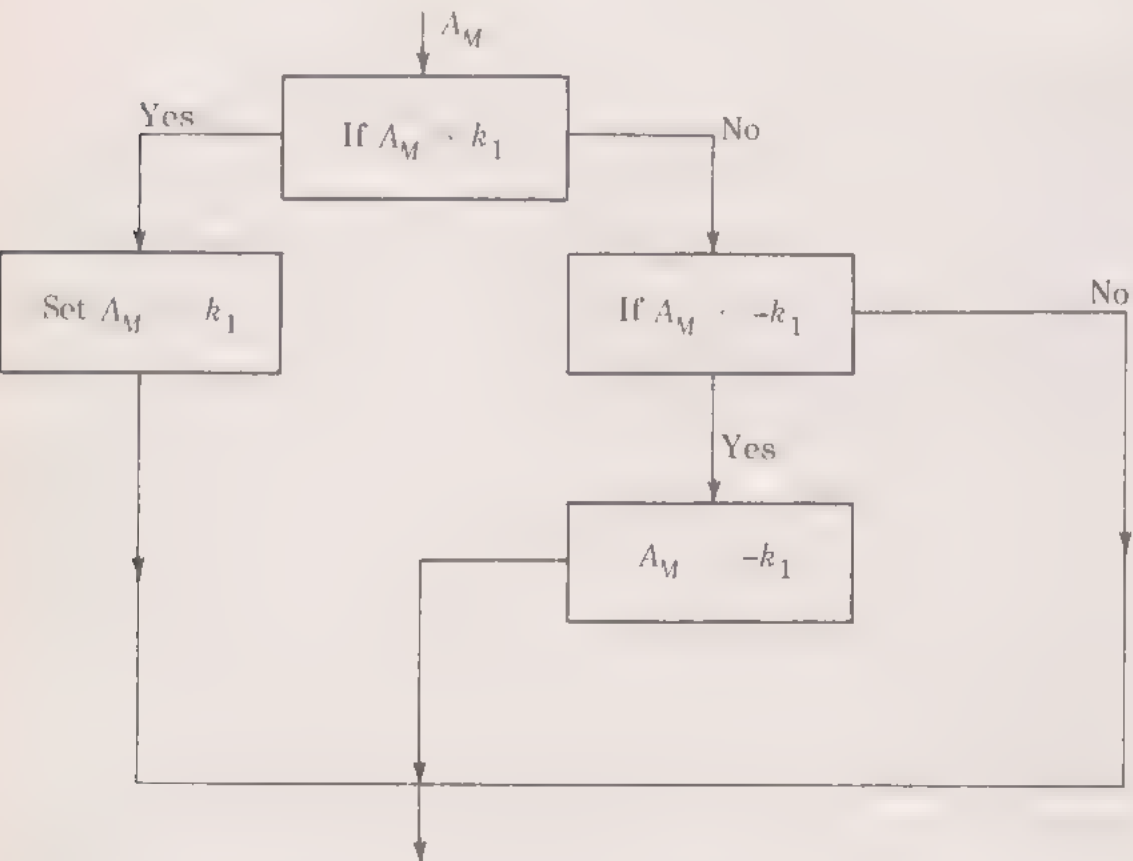 A_M
Yes
If A_M · k_1
No
Set A_M k_1
If A_M · -k_1
No
Yes
A_M -k_1